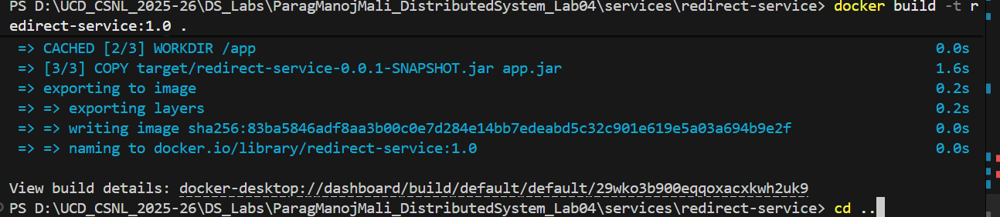 PS D:\UCD_CSNL_2025-26\DS_Labs\ParagManojMali_DistributedSystem_Lab04\services\redirect-service> docker build -t r
edirect-service:1.0 .
=> CACHED [2/3] WORKDIR /app 0.0s
=> [3/3] COPY target/redirect-service-0.0.1-SNAPSHOT.jar app.jar 1.6s
=> exporting to image 0.2s
=> => exporting layers 0.2s
=> => writing image sha256:83ba5846adf8aa3b00c0e7d284e14bb7edeabd5c32c901e619e5a03a694b9e2f 0.0s
=> => naming to docker.io/library/redirect-service:1.0 0.0s
View build details: docker-desktop://dashboard/build/default/default/29wko3b900eqqoxacxkwh2uk9
PS D:\UCD_CSNL_2025-26\DS_Labs\ParagManojMali_DistributedSystem_Lab04\services\redirect-service> cd ..